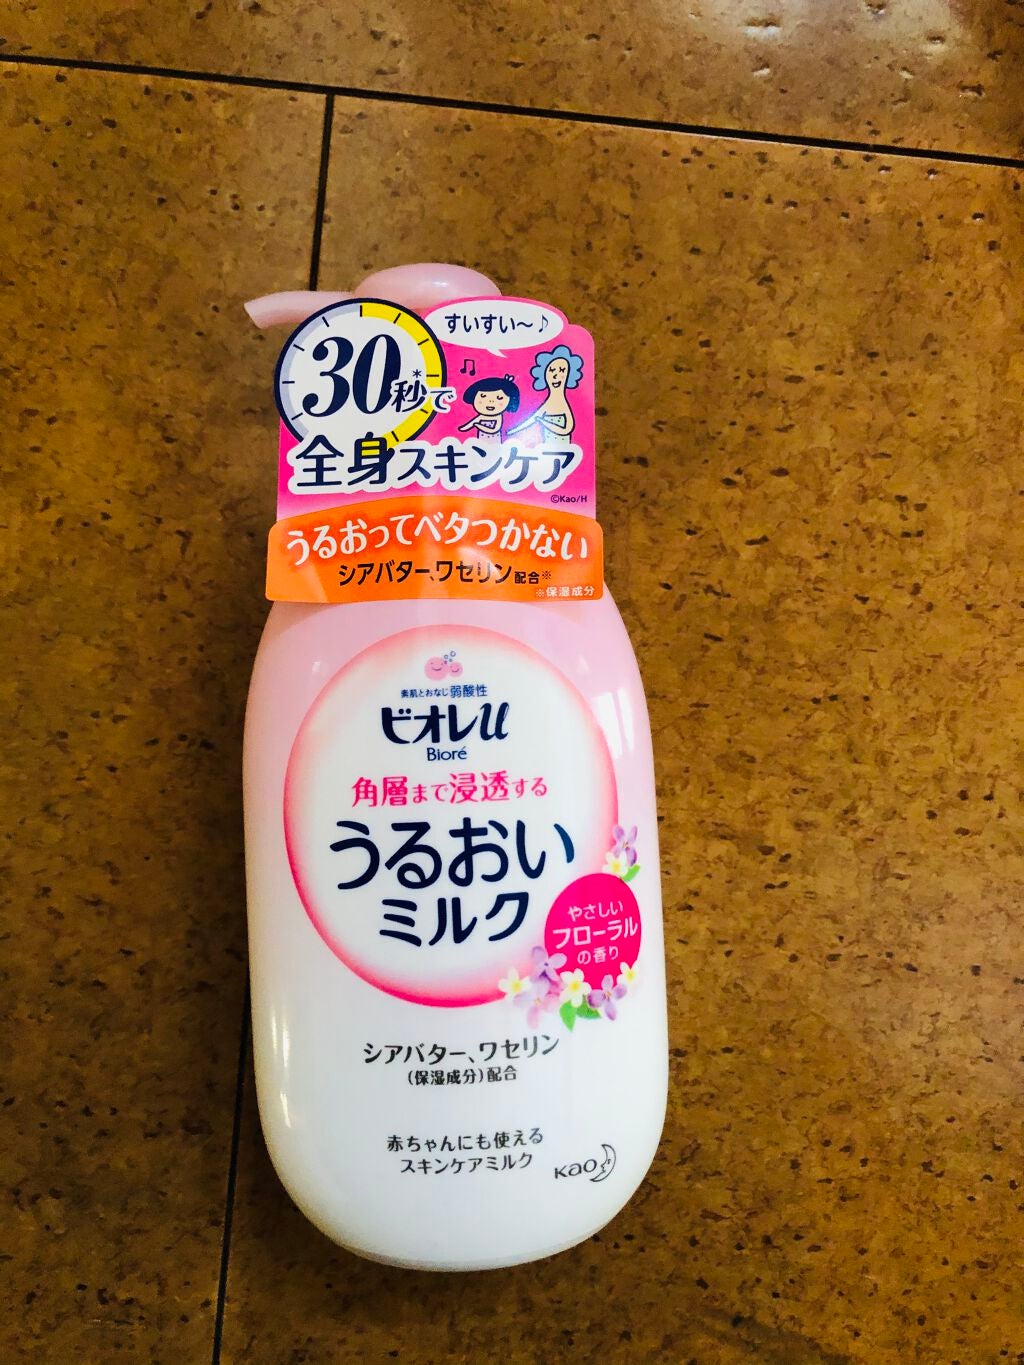 すいすい〜♪
30秒*で
全身スキンケア
©Kao/H
うるおってベタつかない
シアバター、ワセリン配合※
※保湿成分
素肌とおなじ弱酸性
ビオレu
Bioré
角層まで浸透する
うるおい
ミルク
やさしい
フローラル
の香り
シアバター、ワセリン
(保湿成分)配合
赤ちゃんにも使える
スキンケアミルク
Kao